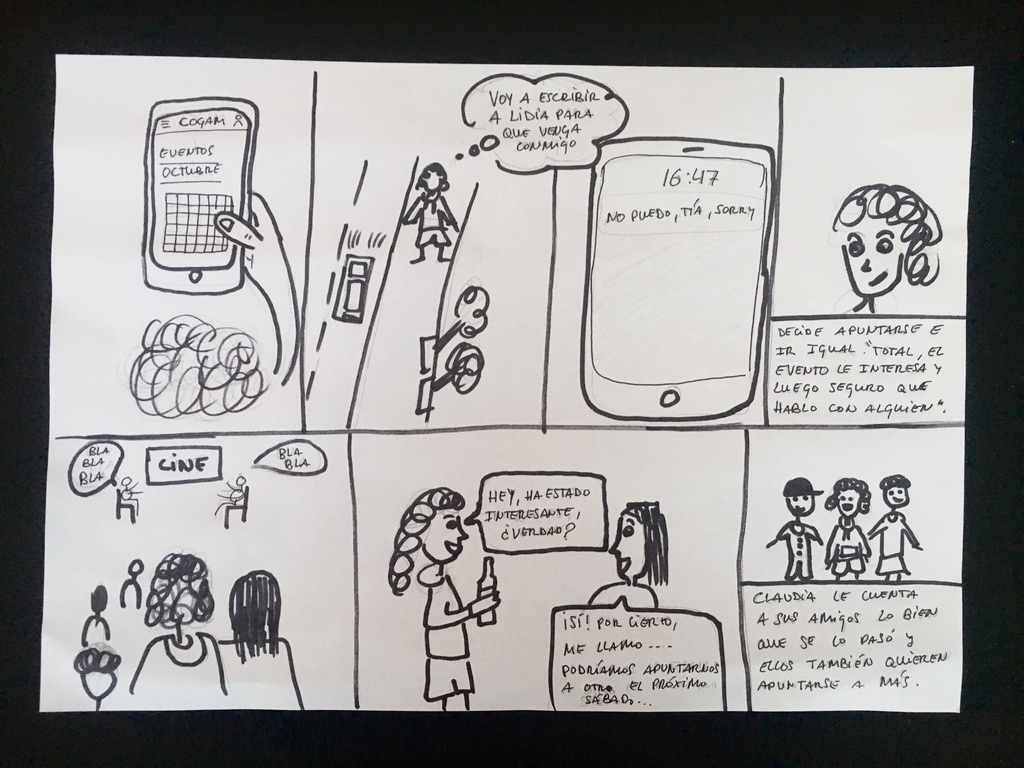 COGAM
EVENTOS
OCTUBRE
VOY A ESCRIBIR
A LIDIA PARA
QUE VENGA
CONMIGO
16:47
NO PUEDO, TÍA, SORRY
DECIDE APUNTARSE E
IR IGUAL. "TOTAL, EL
EVENTO LE INTERESA Y
LUEGO SEGURO QUE
HABLO CON ALGUIEN".
BLA
BLA
BLA
CINE
BLA
BLA
HEY, HA ESTADO
INTERESANTE,
¿VERDAD?
¡SÍ! POR CIERTO,
ME LLAMO....
PODRÍAMOS APUNTARNOS
A OTRO EL PRÓXIMO
SÁBADO...
CLAUDIA LE CUENTA
A SUS AMIGOS LO BIEN
QUE SE LO PASÓ Y
ELLOS TAMBIÉN QUIEREN
APUNTARSE A MÁS.